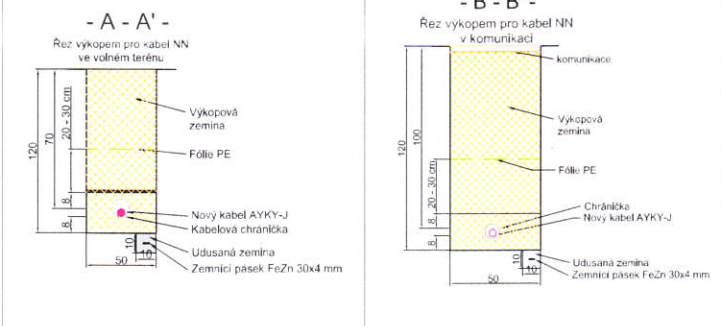 - A - A' -
Řez výkopem pro kabel NN
ve volném terénu
120
70
20 - 30 cm
8
8
Výkopová
zemina
Fólie PE
Nový kabel AYKY-J
Kabelová chránička
10
10
Udusaná zemina
Zemnící pásek FeZn 30x4 mm
50
- B - B' -
Řez výkopem pro kabel NN
v komunikaci
komunikace
120
100
20 - 30 cm
8
8
Výkopová
zemina
Fólie PE
Chránička
Nový kabel AYKY-J
10
10
Udusaná zemina
Zemnící pásek FeZn 30x4 mm
50